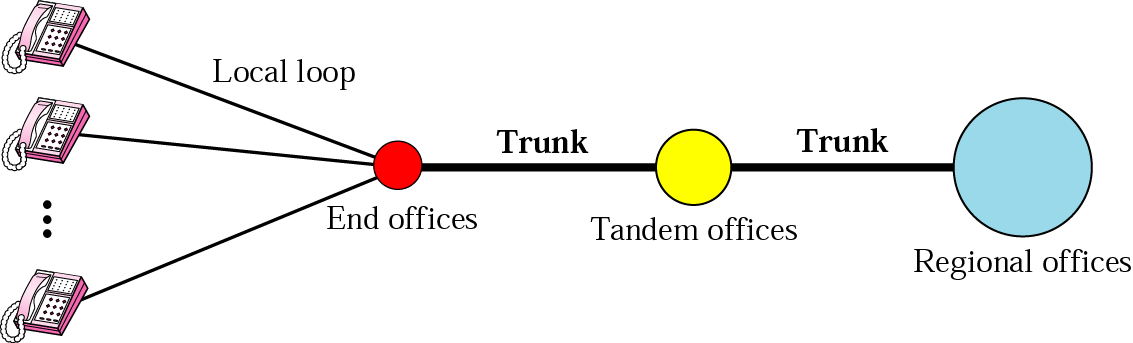 Local loop
Trunk
Trunk
End offices
Tandem offices
Regional offices